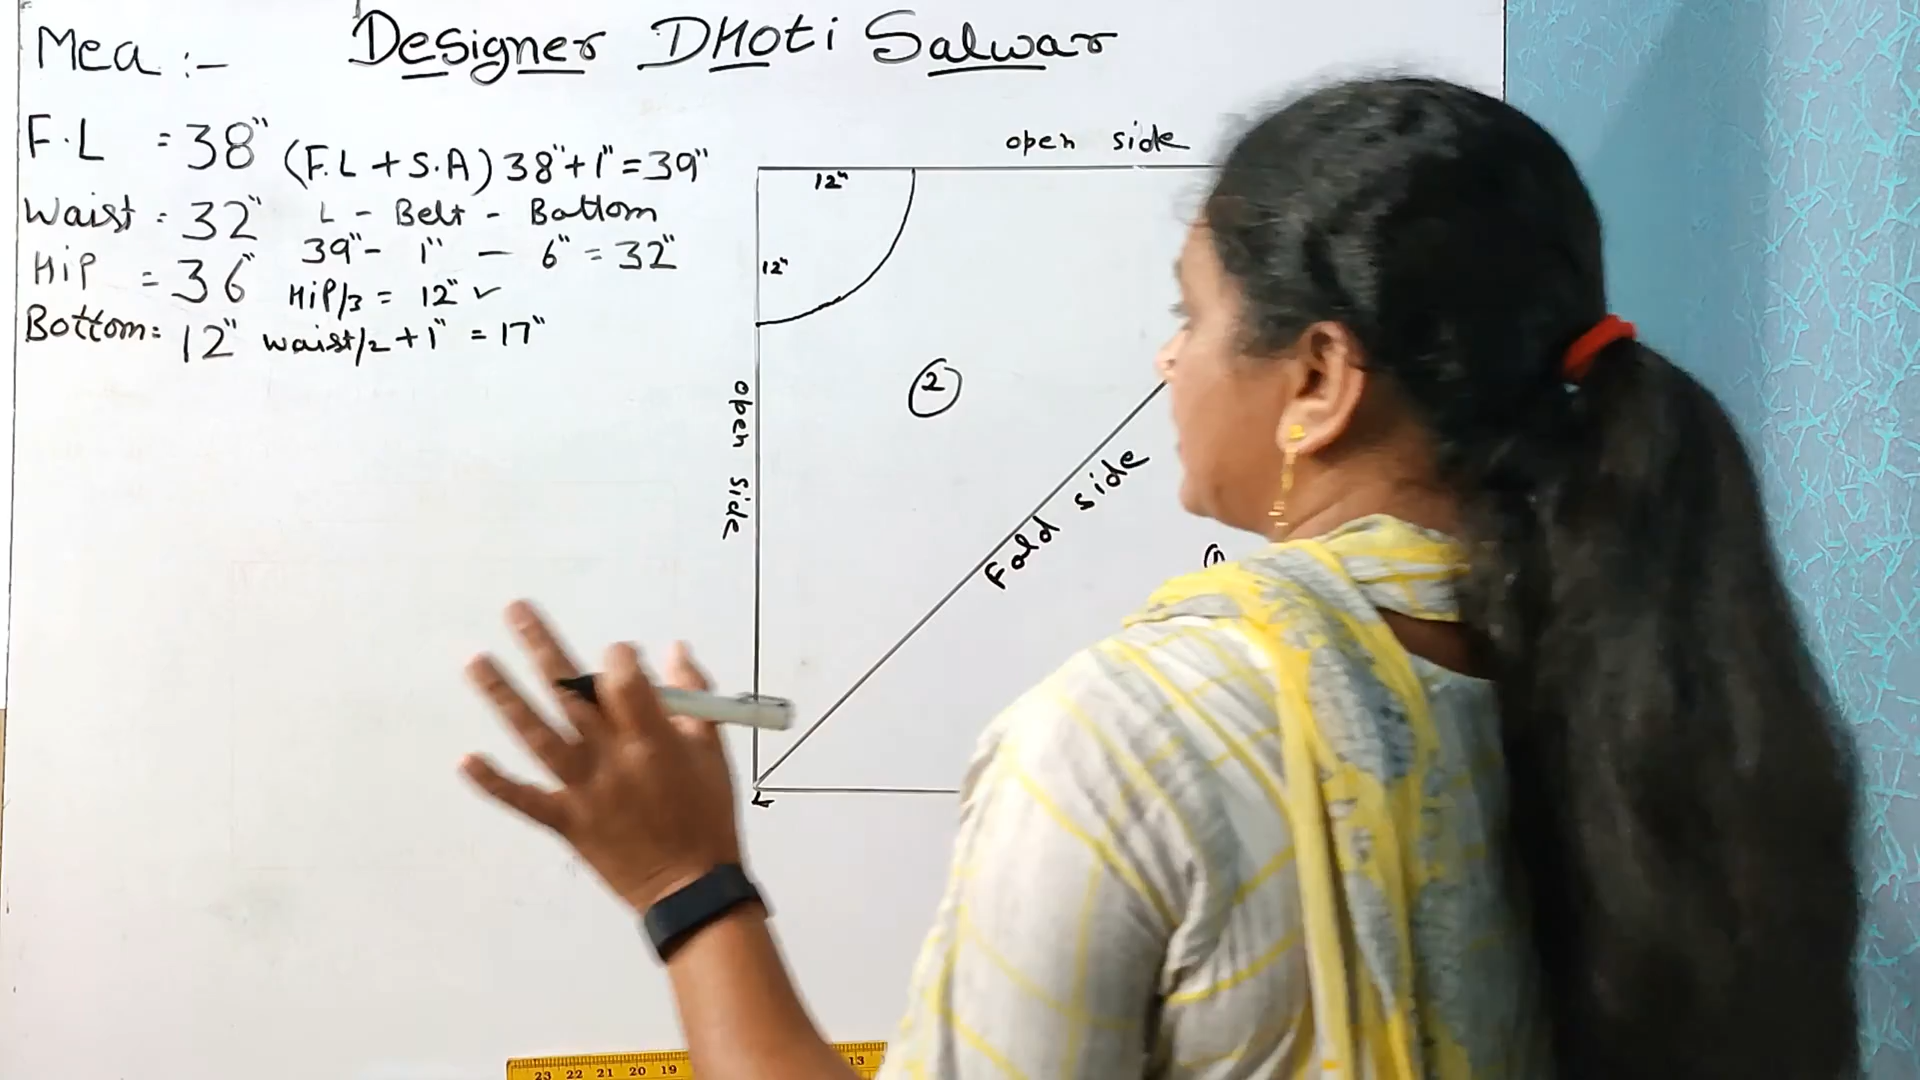 Mea :- Designer DHoti Salwar
F.L = 38" (F.L + S.A) 38" + 1" = 39"
Waist = 32" L - Belt - Bottom
39" - 1" - 6" = 32"
HiP = 36" HiP/3 = 12" ✓
Bottom = 12" waist/2 + 1" = 17"
open side
12"
12"
2
open side
Fold side
23 22 21 20 19 13